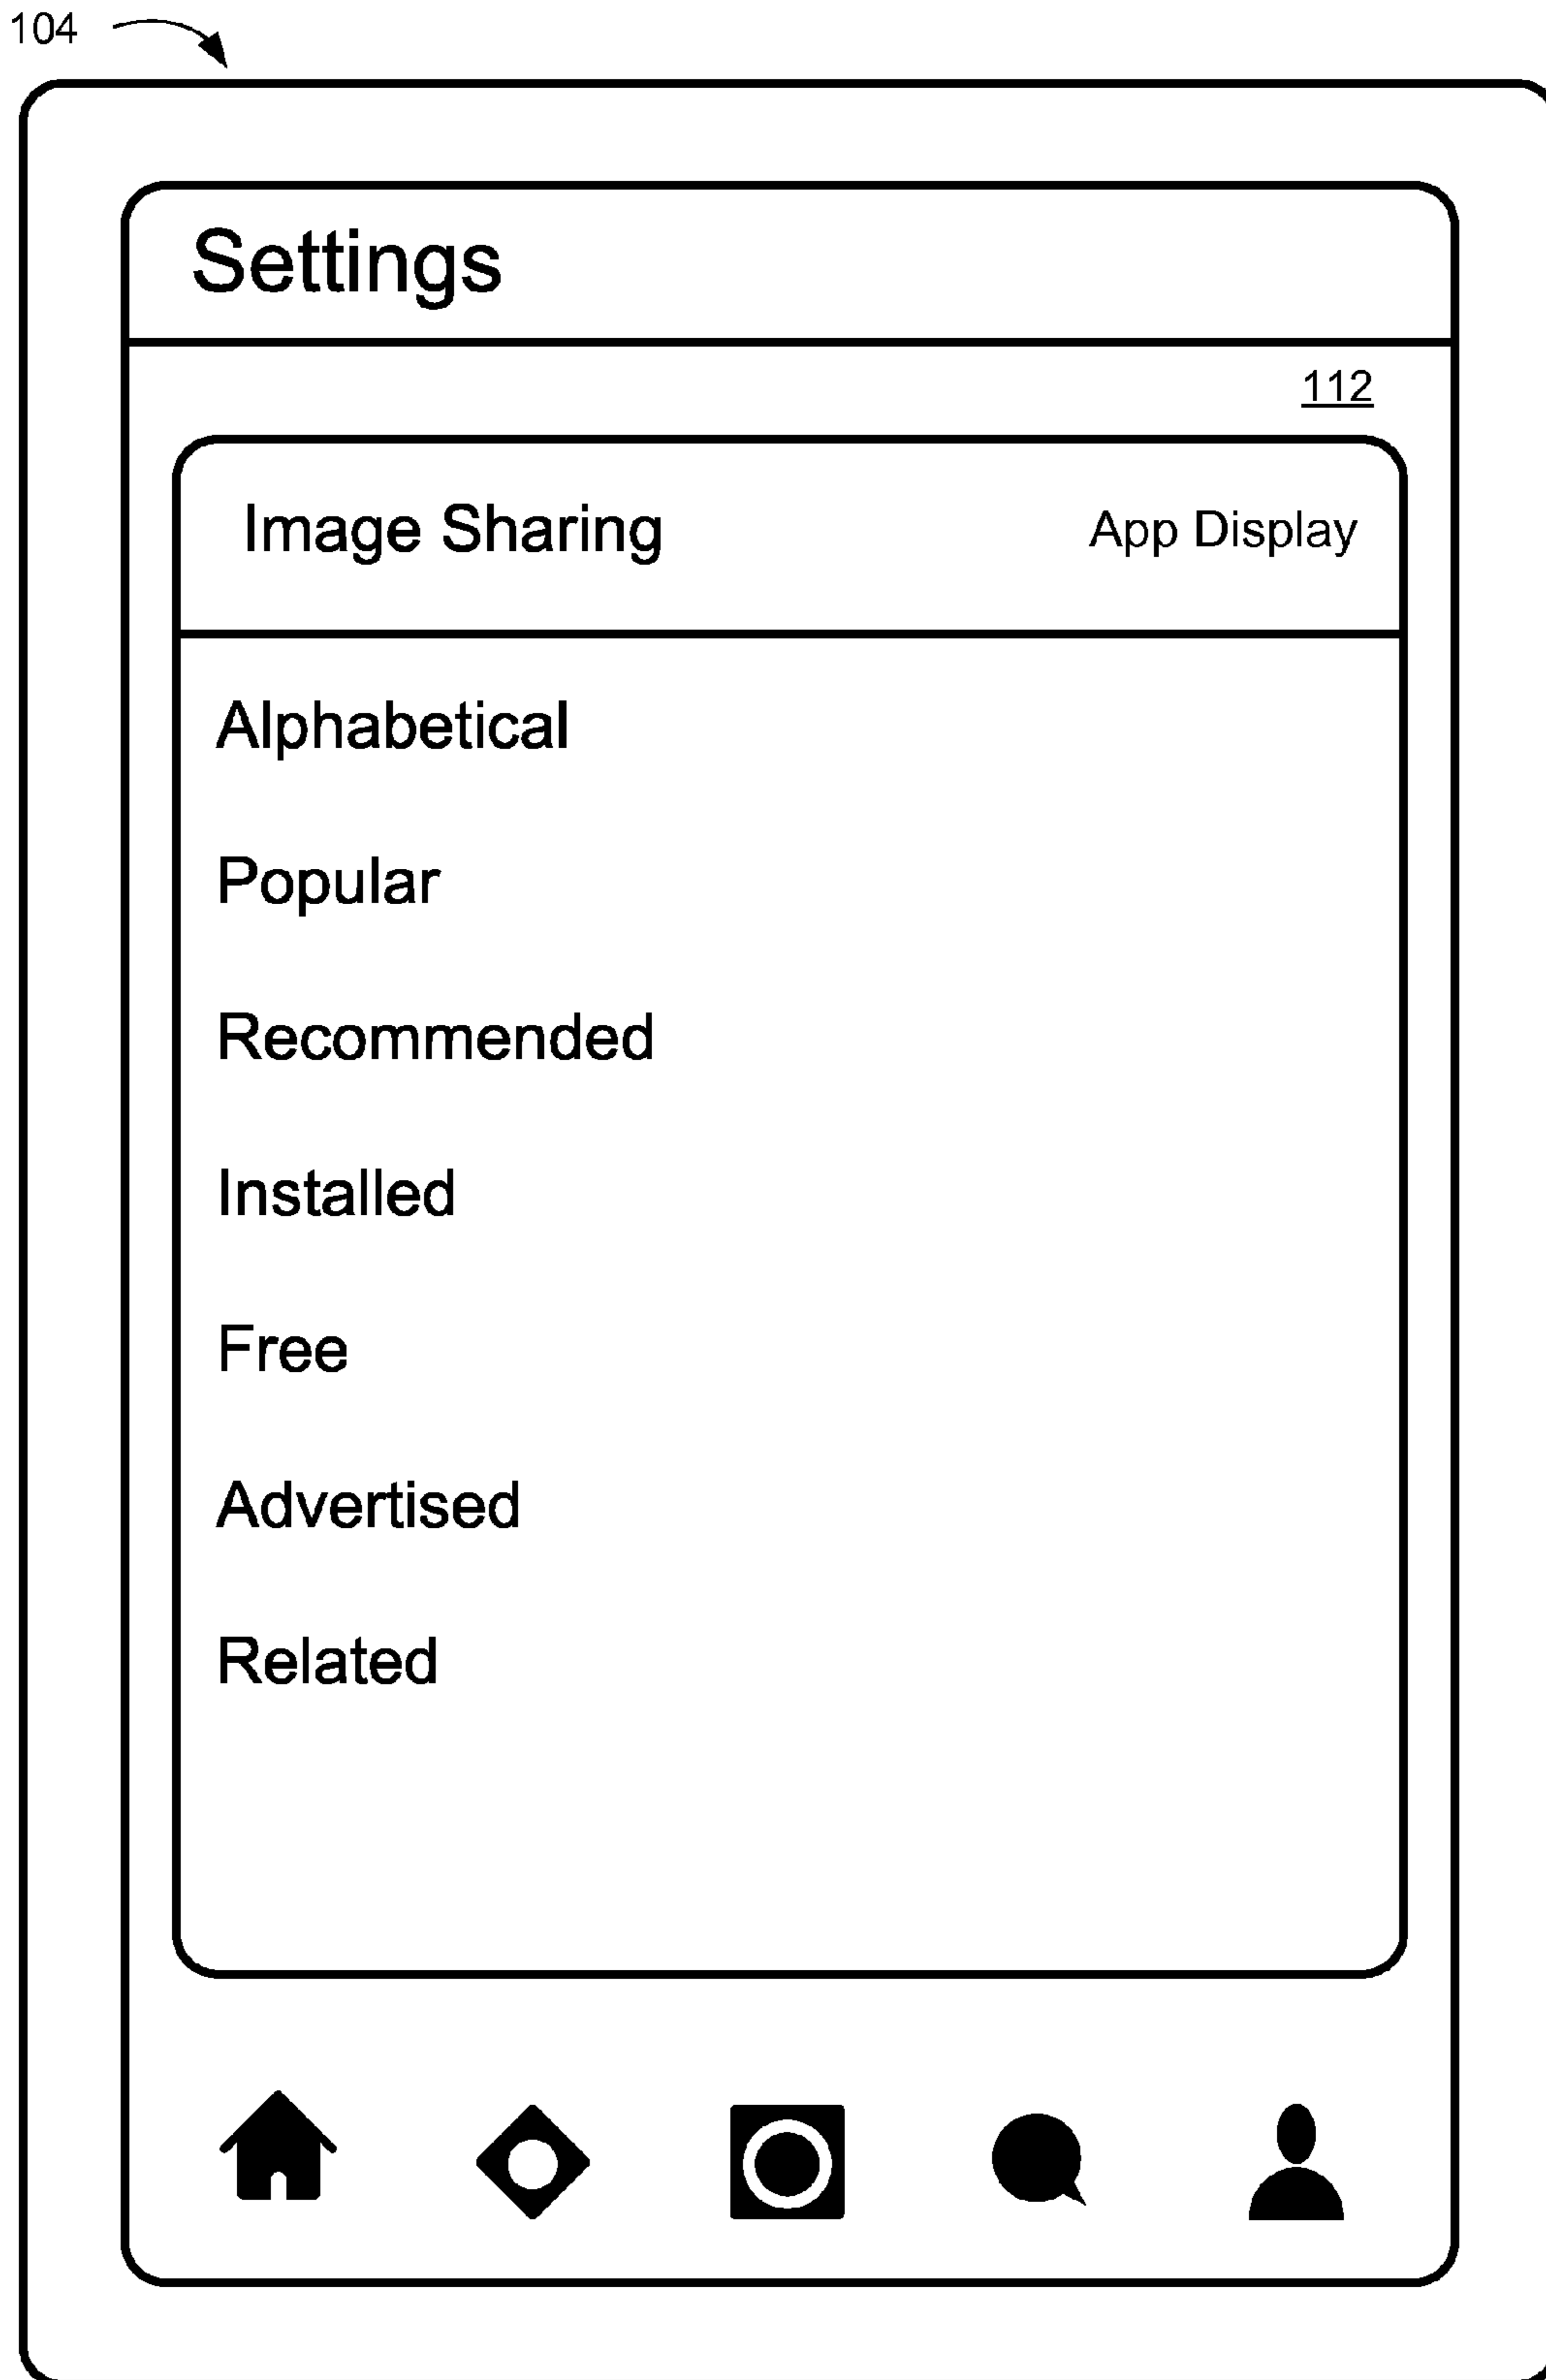 104
Settings
112
Image Sharing App Display
Alphabetical
Popular
Recommended
Installed
Free
Advertised
Related